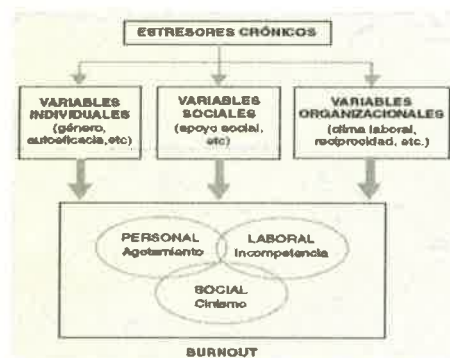 ESTRESORES CRÓNICOS
VARIABLES
INDIVIDUALES
(género,
autoeficacia,etc)
VARIABLES
SOCIALES
(apoyo social,
etc)
VARIABLES
ORGANIZACIONALES
(clima laboral,
reciprocidad, etc.)
PERSONAL
Agotamiento
LABORAL
Incompetencia
SOCIAL
Cinismo
BURNOUT